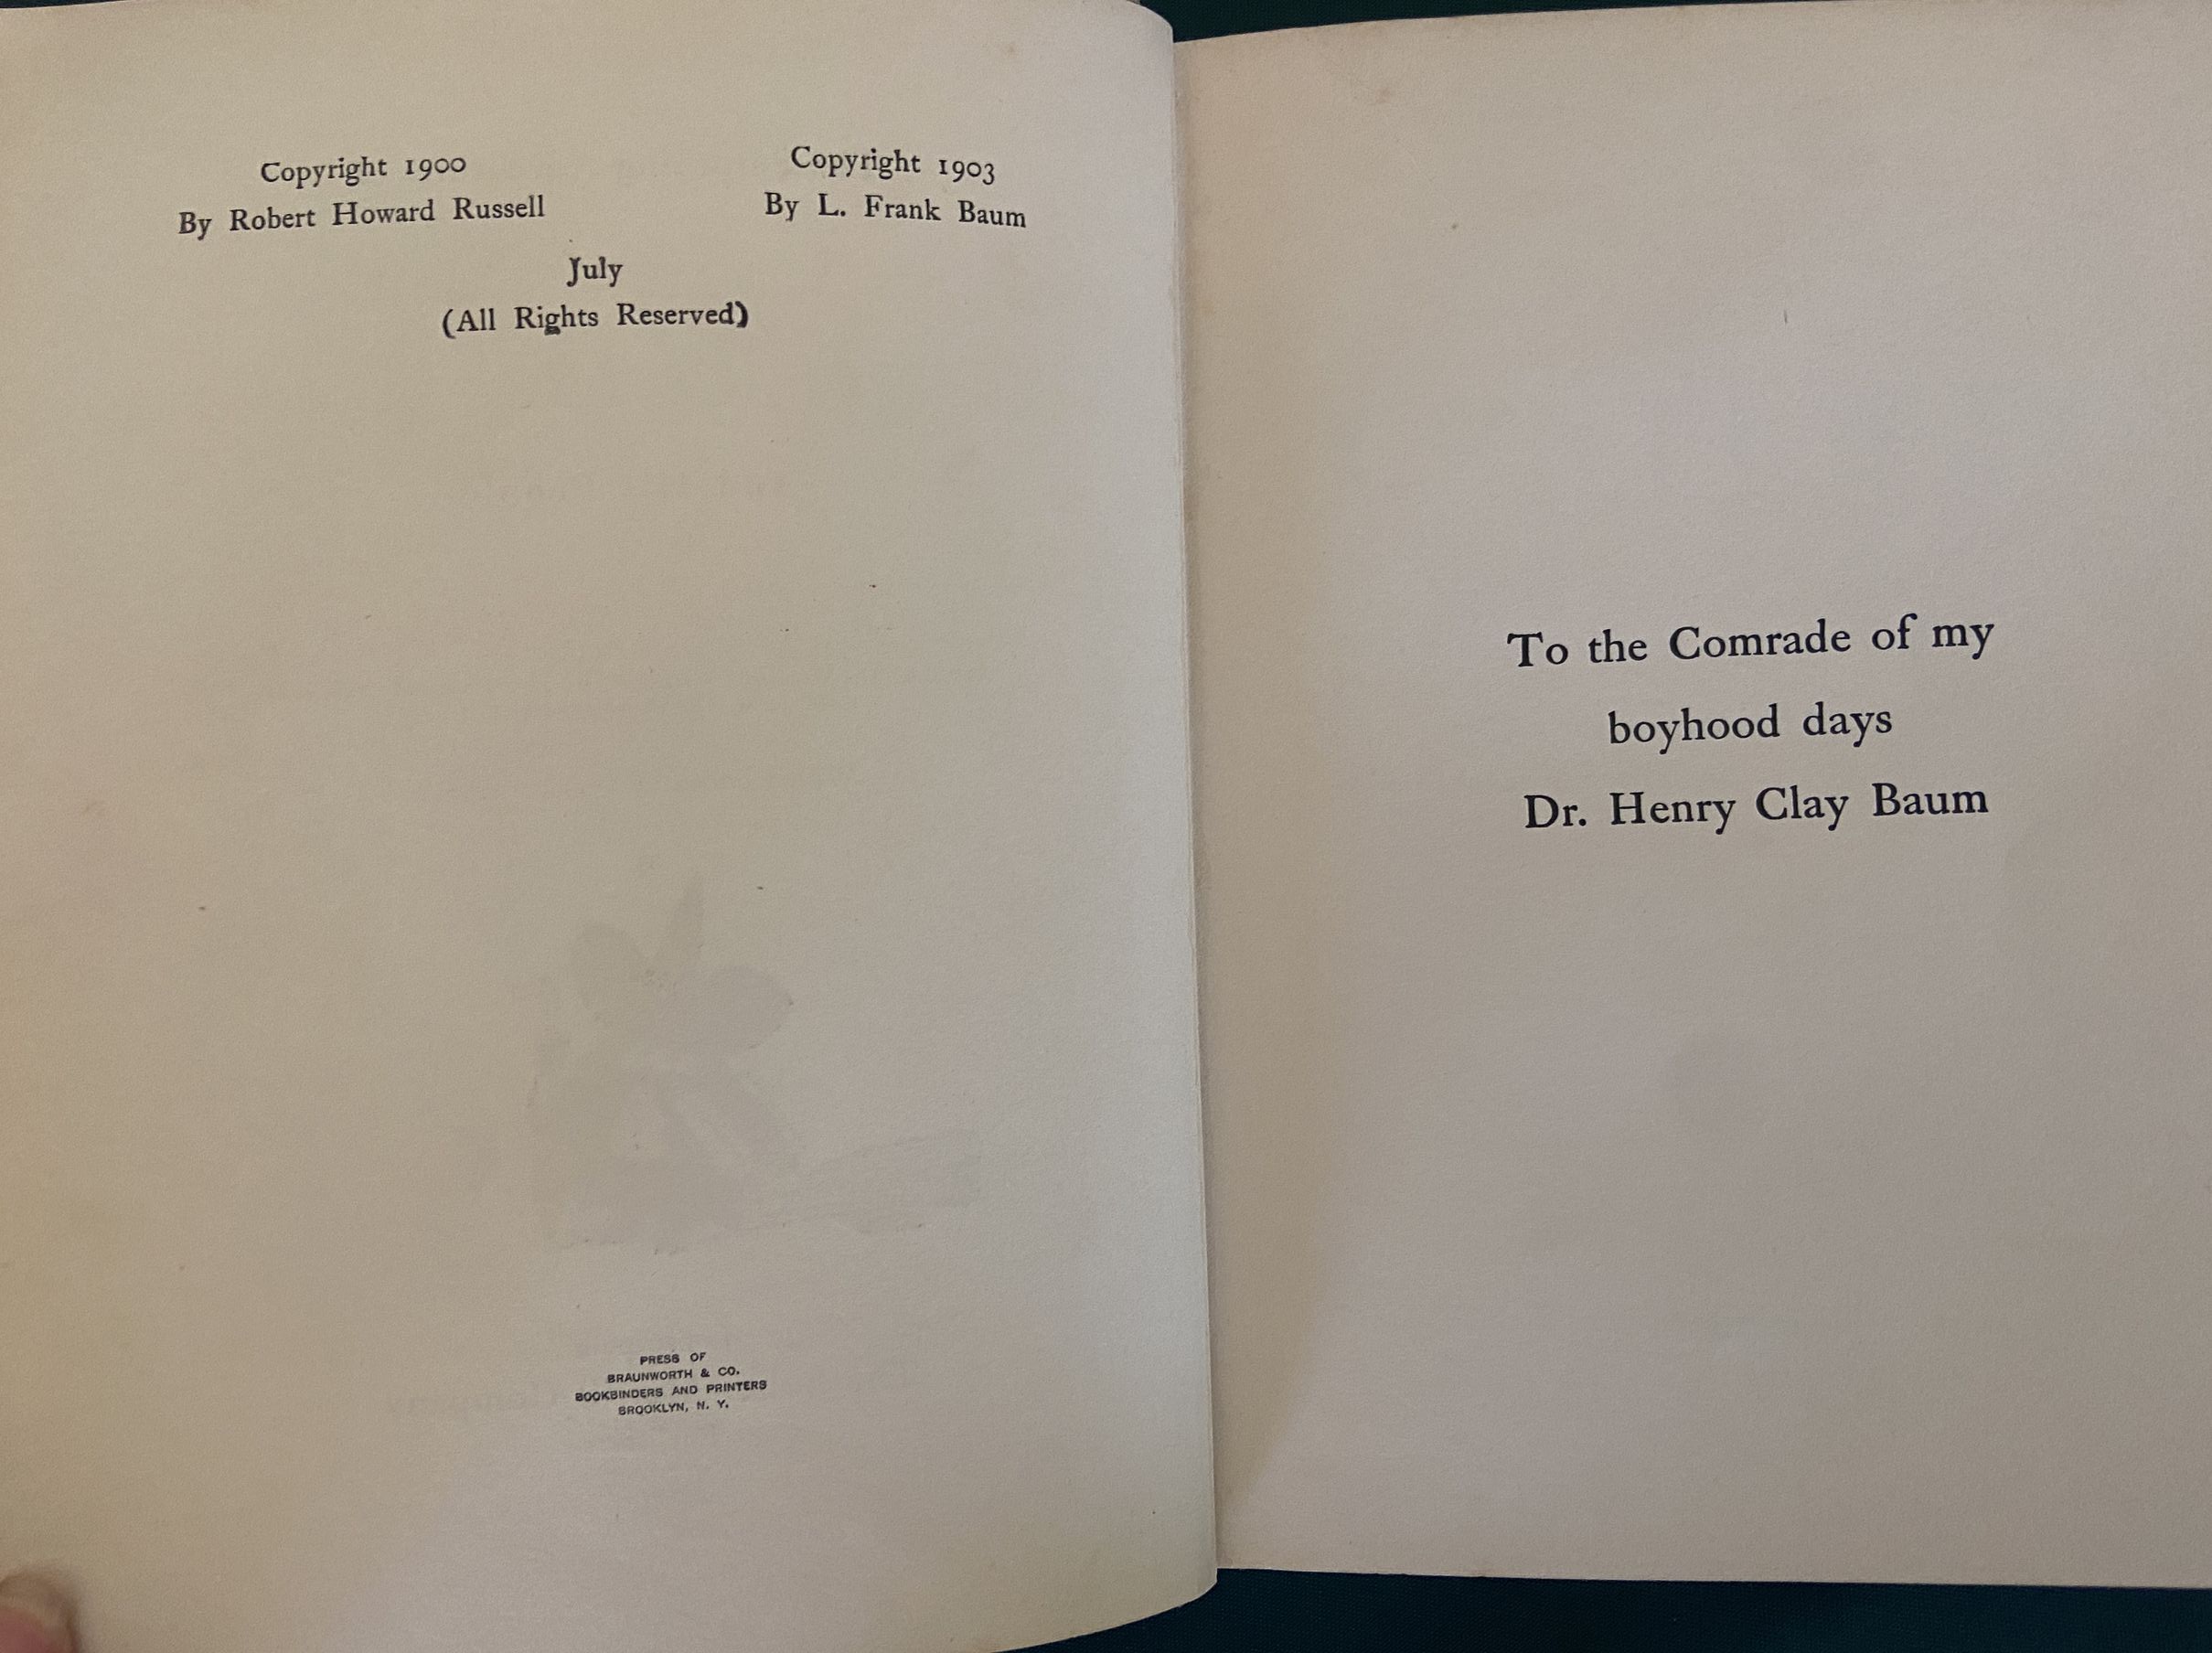 Copyright 1900
By Robert Howard Russell
Copyright 1903
By L. Frank Baum
July
(All Rights Reserved)
PRESS OF
BRAUNWORTH & CO.
BOOKBINDERS AND PRINTERS
BROOKLYN, N. Y.
To the Comrade of my
boyhood days
Dr. Henry Clay Baum